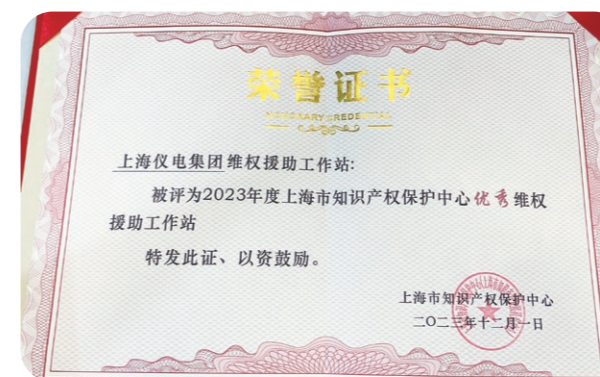 荣誉证书
HONORARY CREDENTIAL
上海仪电集团维权援助工作站:
被评为2023年度上海市知识产权保护中心优秀维权
援助工作站
特发此证、以资鼓励。
上海市知识产权保护中心
二〇二三年十二月一日